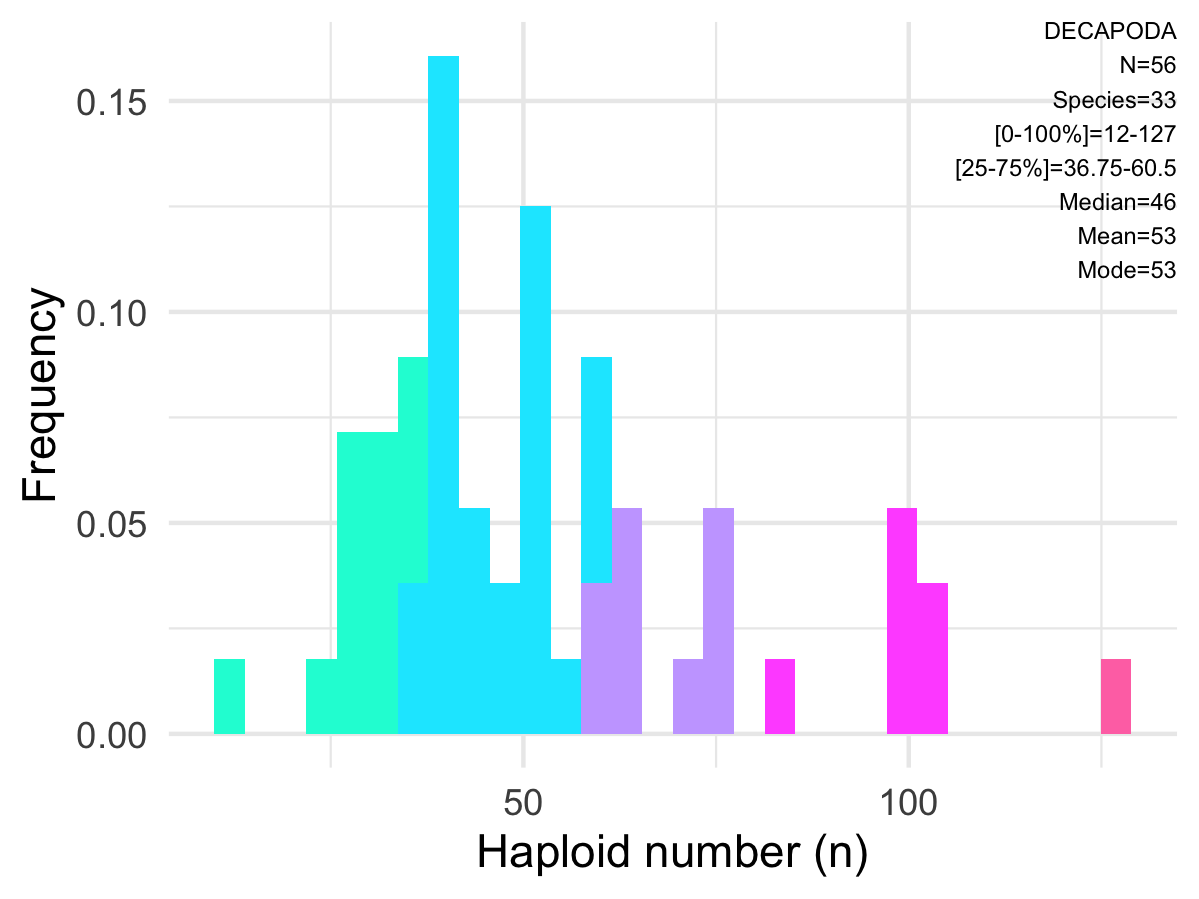 DECAPODA
N=56
Species=33
[0-100%]=12-127
[25-75%]=36.75-60.5
Median=46
Mean=53
Mode=53
0.15
0.10
0.05
0.00
Frequency
50 100
Haploid number (n)